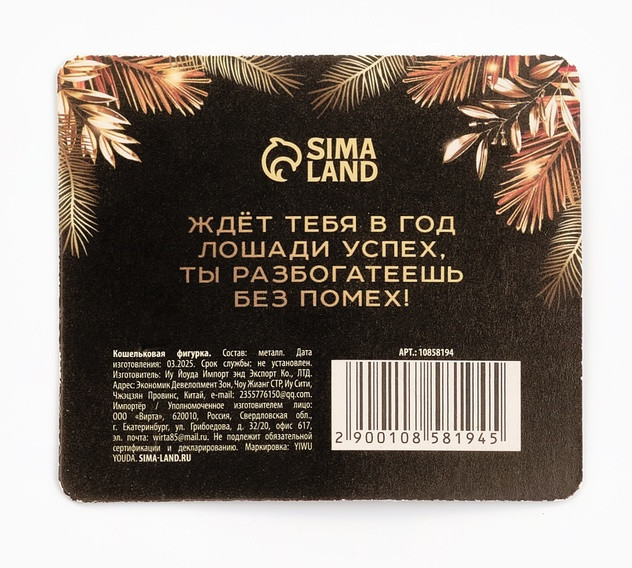 SIMA
LAND
ЖДЁТ ТЕБЯ В ГОД
ЛОШАДИ УСПЕХ,
ТЫ РАЗБОГАТЕЕШЬ
БЕЗ ПОМЕХ!
Кошельковая фигурка. Состав: металл. Дата
изготовления: 03.2025. Срок службы: не установлен.
Изготовитель: Иу Йоуда Импорт энд Экспорт Ко., ЛТД.
Адрес: Экономик Девелопмент Зон, Чоу Жианг СТР, Иу Сити,
Чжэцзян Провинс, Китай, e-mail: 2355776150@qq.com.
Импортёр / Уполномоченное изготовителем лицо:
ООО «Вирта», 620010, Россия, Свердловская обл.,
г. Екатеринбург, ул. Грибоедова, д. 32/20, офис 617,
эл. почта: wirta85@mail.ru. Не подлежит обязательной
сертификации и декларированию. Маркировка: YIWU
YOUDA. SIMA-LAND.RU
АРТ.: 10858194
2 900108 581945